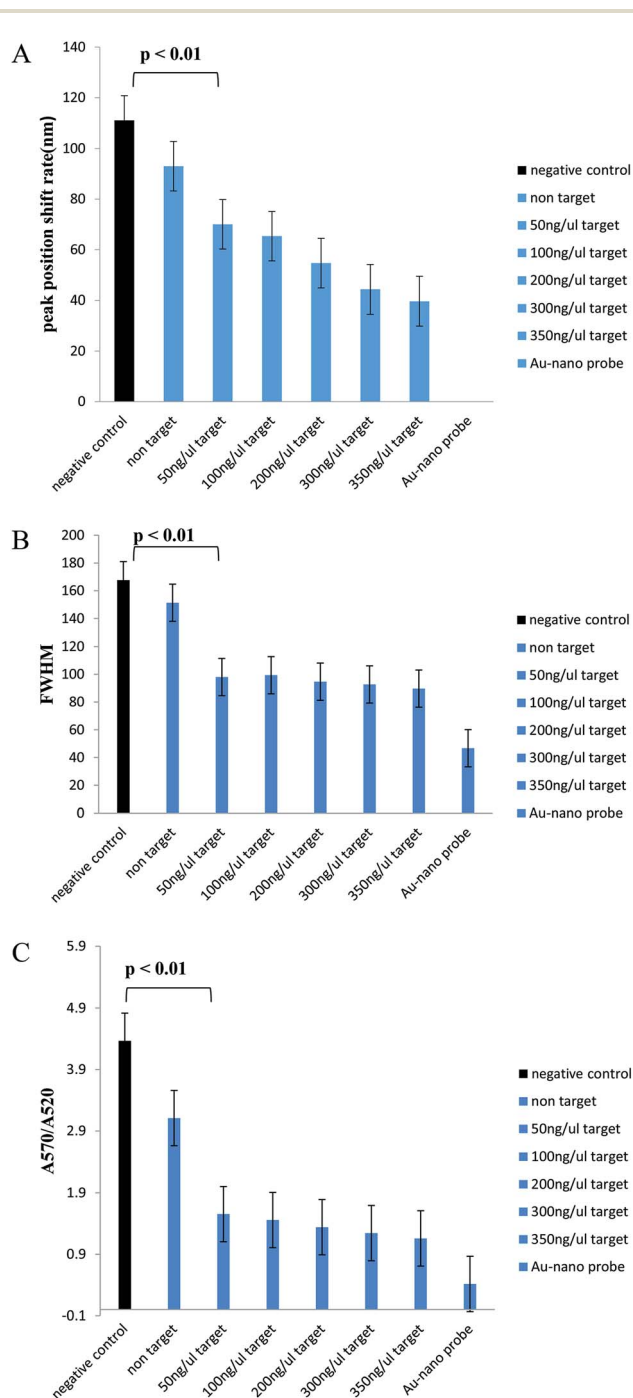 A
p < 0.01
peak position shift rate(nm)
140
120
100
80
60
40
20
0
negative control
non target
50ng/ul target
100ng/ul target
200ng/ul target
300ng/ul target
350ng/ul target
Au-nano probe
negative control
non target
50ng/ul target
100ng/ul target
200ng/ul target
300ng/ul target
350ng/ul target
Au-nano probe
B
p < 0.01
FWHM
200
180
160
140
120
100
80
60
40
20
0
negative control
non target
50ng/ul target
100ng/ul target
200ng/ul target
300ng/ul target
350ng/ul target
Au-nano probe
negative control
non target
50ng/ul target
100ng/ul target
200ng/ul target
300ng/ul target
350ng/ul target
Au-nano probe
C
p < 0.01
A570/A520
5.9
4.9
3.9
2.9
1.9
0.9
-0.1
negative control
non target
50ng/ul target
100ng/ul target
200ng/ul target
300ng/ul target
350ng/ul target
Au-nano probe
negative control
non target
50ng/ul target
100ng/ul target
200ng/ul target
300ng/ul target
350ng/ul target
Au-nano probe